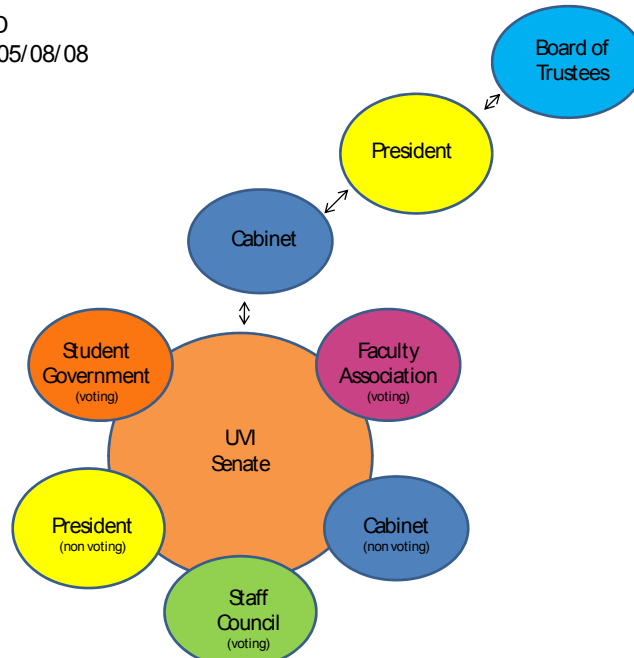 05/08/08
Board of
Trustees
President
Cabinet
Student
Government
(voting)
Faculty
Association
(voting)
UVI
Senate
President
(non voting)
Cabinet
(non voting)
Staff
Council
(voting)